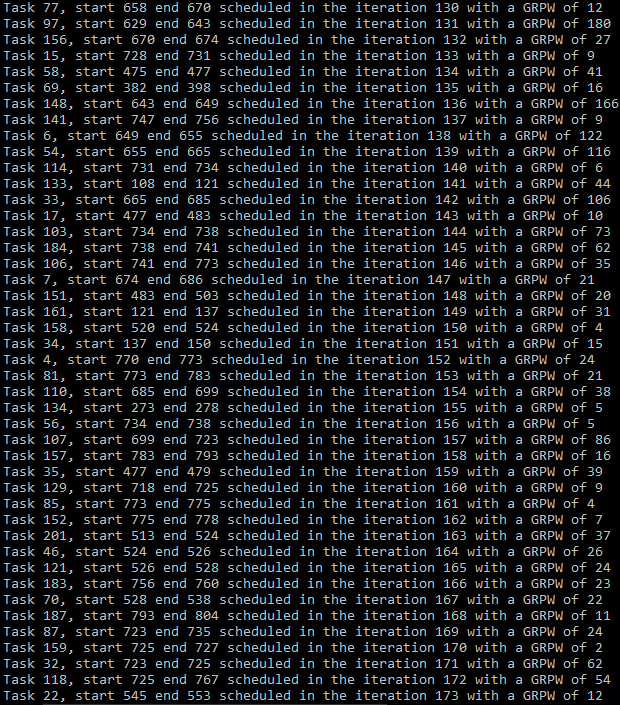 Task 77, start 658 end 670 scheduled in the iteration 130 with a GRPW of 12
Task 97, start 629 end 643 scheduled in the iteration 131 with a GRPW of 180
Task 156, start 670 end 674 scheduled in the iteration 132 with a GRPW of 27
Task 15, start 728 end 731 scheduled in the iteration 133 with a GRPW of 9
Task 58, start 475 end 477 scheduled in the iteration 134 with a GRPW of 41
Task 69, start 382 end 398 scheduled in the iteration 135 with a GRPW of 16
Task 148, start 643 end 649 scheduled in the iteration 136 with a GRPW of 166
Task 141, start 747 end 756 scheduled in the iteration 137 with a GRPW of 9
Task 6, start 649 end 655 scheduled in the iteration 138 with a GRPW of 122
Task 54, start 655 end 665 scheduled in the iteration 139 with a GRPW of 116
Task 114, start 731 end 734 scheduled in the iteration 140 with a GRPW of 6
Task 133, start 108 end 121 scheduled in the iteration 141 with a GRPW of 44
Task 33, start 665 end 685 scheduled in the iteration 142 with a GRPW of 106
Task 17, start 477 end 483 scheduled in the iteration 143 with a GRPW of 10
Task 103, start 734 end 738 scheduled in the iteration 144 with a GRPW of 73
Task 184, start 738 end 741 scheduled in the iteration 145 with a GRPW of 62
Task 106, start 741 end 773 scheduled in the iteration 146 with a GRPW of 35
Task 7, start 674 end 686 scheduled in the iteration 147 with a GRPW of 21
Task 151, start 483 end 503 scheduled in the iteration 148 with a GRPW of 20
Task 161, start 121 end 137 scheduled in the iteration 149 with a GRPW of 31
Task 158, start 520 end 524 scheduled in the iteration 150 with a GRPW of 4
Task 34, start 137 end 150 scheduled in the iteration 151 with a GRPW of 15
Task 4, start 770 end 773 scheduled in the iteration 152 with a GRPW of 24
Task 81, start 773 end 783 scheduled in the iteration 153 with a GRPW of 21
Task 110, start 685 end 699 scheduled in the iteration 154 with a GRPW of 38
Task 134, start 273 end 278 scheduled in the iteration 155 with a GRPW of 5
Task 56, start 734 end 738 scheduled in the iteration 156 with a GRPW of 5
Task 107, start 699 end 723 scheduled in the iteration 157 with a GRPW of 86
Task 157, start 783 end 793 scheduled in the iteration 158 with a GRPW of 16
Task 35, start 477 end 479 scheduled in the iteration 159 with a GRPW of 39
Task 129, start 718 end 725 scheduled in the iteration 160 with a GRPW of 9
Task 85, start 773 end 775 scheduled in the iteration 161 with a GRPW of 4
Task 152, start 775 end 778 scheduled in the iteration 162 with a GRPW of 7
Task 201, start 513 end 524 scheduled in the iteration 163 with a GRPW of 37
Task 46, start 524 end 526 scheduled in the iteration 164 with a GRPW of 26
Task 121, start 526 end 528 scheduled in the iteration 165 with a GRPW of 24
Task 183, start 756 end 760 scheduled in the iteration 166 with a GRPW of 23
Task 70, start 528 end 538 scheduled in the iteration 167 with a GRPW of 22
Task 187, start 793 end 804 scheduled in the iteration 168 with a GRPW of 11
Task 87, start 723 end 735 scheduled in the iteration 169 with a GRPW of 24
Task 159, start 725 end 727 scheduled in the iteration 170 with a GRPW of 2
Task 32, start 723 end 725 scheduled in the iteration 171 with a GRPW of 62
Task 118, start 725 end 767 scheduled in the iteration 172 with a GRPW of 54
Task 22, start 545 end 553 scheduled in the iteration 173 with a GRPW of 12